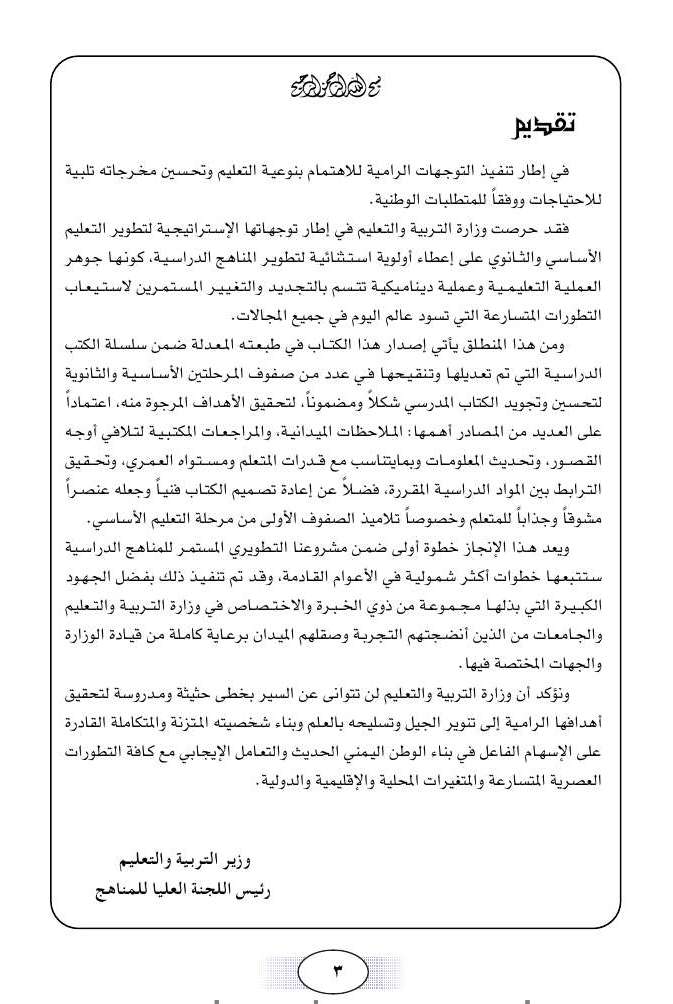 بسم الله الرحمن الرحيم
تقديم
في إطار تنفيذ التوجهات الرامية للاهتمام بنوعية التعليم وتحسين مخرجاته تلبية
للاحتياجات ووفقاً للمتطلبات الوطنية.
فقد حرصت وزارة التربية والتعليم في إطار توجهاتها الإستراتيجية لتطوير التعليم
الأساسي والثانوي على إعطاء أولوية استثنائية لتطوير المناهج الدراسية، كونها جوهر
العملية التعليمية وعملية ديناميكية تتسم بالتجديد والتغيير المستمرين لاستيعاب
التطورات المتسارعة التي تسود عالم اليوم في جميع المجالات.
ومن هذا المنطلق يأتي إصدار هذا الكتاب في طبعته المعدلة ضمن سلسلة الكتب
الدراسية التي تم تعديلها وتنقيحها في عدد من صفوف المرحلتين الأساسية والثانوية
لتحسين وتجويد الكتاب المدرسي شكلاً ومضموناً، لتحقيق الأهداف المرجوة منه، اعتماداً
على العديد من المصادر أهمها: الملاحظات الميدانية، والمراجعات المكتبية لتلافي أوجه
القصور، وتحديث المعلومات وبمايتناسب مع قدرات المتعلم ومستواه العمري، وتحقيق
الترابط بين المواد الدراسية المقررة، فضلاً عن إعادة تصميم الكتاب فنياً وجعله عنصراً
مشوقاً وجذاباً للمتعلم وخصوصاً تلاميذ الصفوف الأولى من مرحلة التعليم الأساسي.
ويعد هذا الإنجاز خطوة أولى ضمن مشروعنا التطويري المستمر للمناهج الدراسية
ستتبعها خطوات أكثر شمولية في الأعوام القادمة، وقد تم تنفيذ ذلك بفضل الجهود
الكبيرة التي بذلها مجموعة من ذوي الخبرة والاختصاص في وزارة التربية والتعليم
والجامعات من الذين أنضجتهم التجربة وصقلهم الميدان برعاية كاملة من قيادة الوزارة
والجهات المختصة فيها.
ونؤكد أن وزارة التربية والتعليم لن تتوانى عن السير بخطى حثيثة ومدروسة لتحقيق
أهدافها الرامية إلى تنوير الجيل وتسليحه بالعلم وبناء شخصيته المتزنة والمتكاملة القادرة
على الإسهام الفاعل في بناء الوطن اليمني الحديث والتعامل الإيجابي مع كافة التطورات
العصرية المتسارعة والمتغيرات المحلية والإقليمية والدولية.
وزير التربية والتعليم
رئيس اللجنة العليا للمناهج
٣